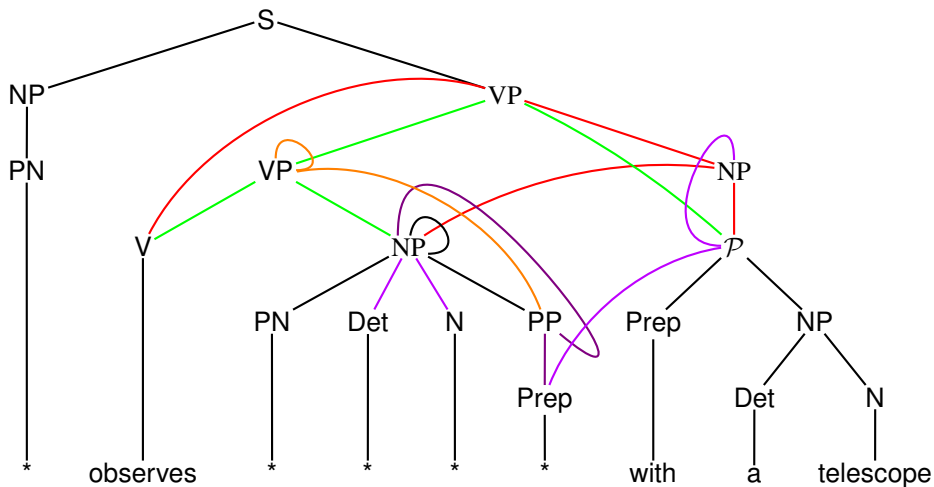 S
NP VP
PN VP NP
V NP 𝒫
PN Det N PP Prep NP
Prep Det N
* observes * * * * with a telescope